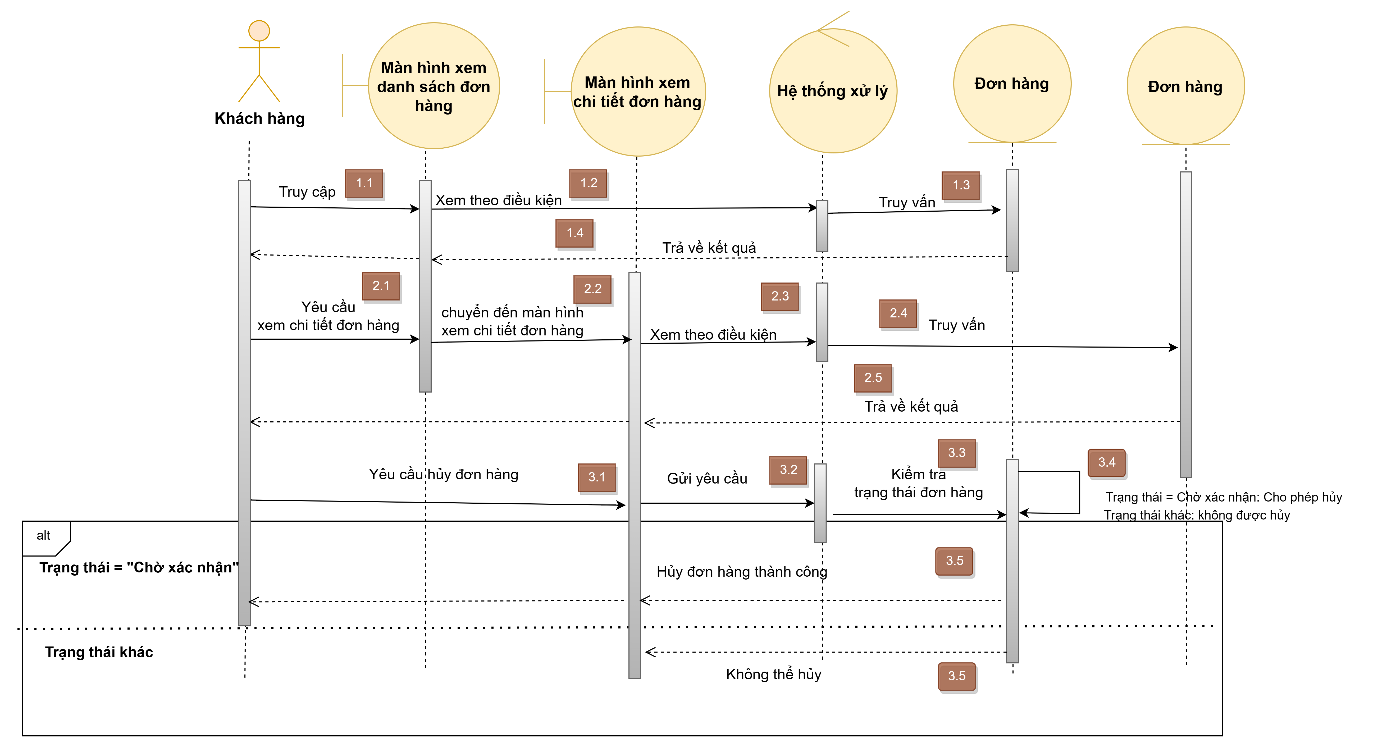 Khách hàng
Màn hình xem
danh sách đơn
hàng
Màn hình xem
chi tiết đơn hàng
Hệ thống xử lý
Đơn hàng
Đơn hàng
Truy cập
1.1
Xem theo điều kiện
1.2
Truy vấn
1.3
1.4
Trả về kết quả
2.1
Yêu cầu
xem chi tiết đơn hàng
2.2
chuyển đến màn hình
xem chi tiết đơn hàng
2.3
Xem theo điều kiện
2.4
Truy vấn
2.5
Trả về kết quả
Yêu cầu hủy đơn hàng
3.1
Gửi yêu cầu
3.2
3.3
Kiểm tra
trạng thái đơn hàng
3.4
Trạng thái = Chờ xác nhận: Cho phép hủy
Trạng thái khác: không được hủy
alt
Trạng thái = "Chờ xác nhận"
Hủy đơn hàng thành công
3.5
Trạng thái khác
Không thể hủy
3.5